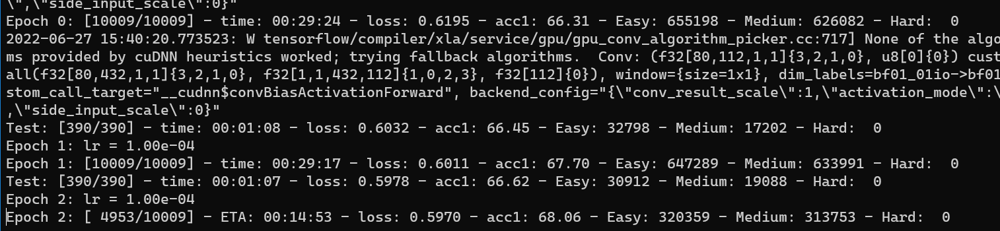 \",\"side_input_scale\":0}"
Epoch 0: [10009/10009] - time: 00:29:24 - loss: 0.6195 - acc1: 66.31 - Easy: 655198 - Medium: 626082 - Hard:  0
2022-06-27 15:40:20.773523: W tensorflow/compiler/xla/service/gpu/gpu_conv_algorithm_picker.cc:717] None of the algo
ms provided by cuDNN heuristics worked; trying fallback algorithms.  Conv: (f32[80,112,1,1]{3,2,1,0}, u8[0]{0}) cust
all(f32[80,432,1,1]{3,2,1,0}, f32[1,1,432,112]{1,0,2,3}, f32[112]{0}), window={size=1x1}, dim_labels=bf01_01io->bf01
stom_call_target="__cudnn$convBiasActivationForward", backend_config="{\"conv_result_scale\":1,\"activation_mode\":\
,\"side_input_scale\":0}"
Test: [390/390] - time: 00:01:08 - loss: 0.6032 - acc1: 66.45 - Easy: 32798 - Medium: 17202 - Hard:  0
Epoch 1: lr = 1.00e-04
Epoch 1: [10009/10009] - time: 00:29:17 - loss: 0.6011 - acc1: 67.70 - Easy: 647289 - Medium: 633991 - Hard:  0
Test: [390/390] - time: 00:01:07 - loss: 0.5978 - acc1: 66.62 - Easy: 30912 - Medium: 19088 - Hard:  0
Epoch 2: lr = 1.00e-04
Epoch 2: [ 4953/10009] - ETA: 00:14:53 - loss: 0.5970 - acc1: 68.06 - Easy: 320359 - Medium: 313753 - Hard:  0